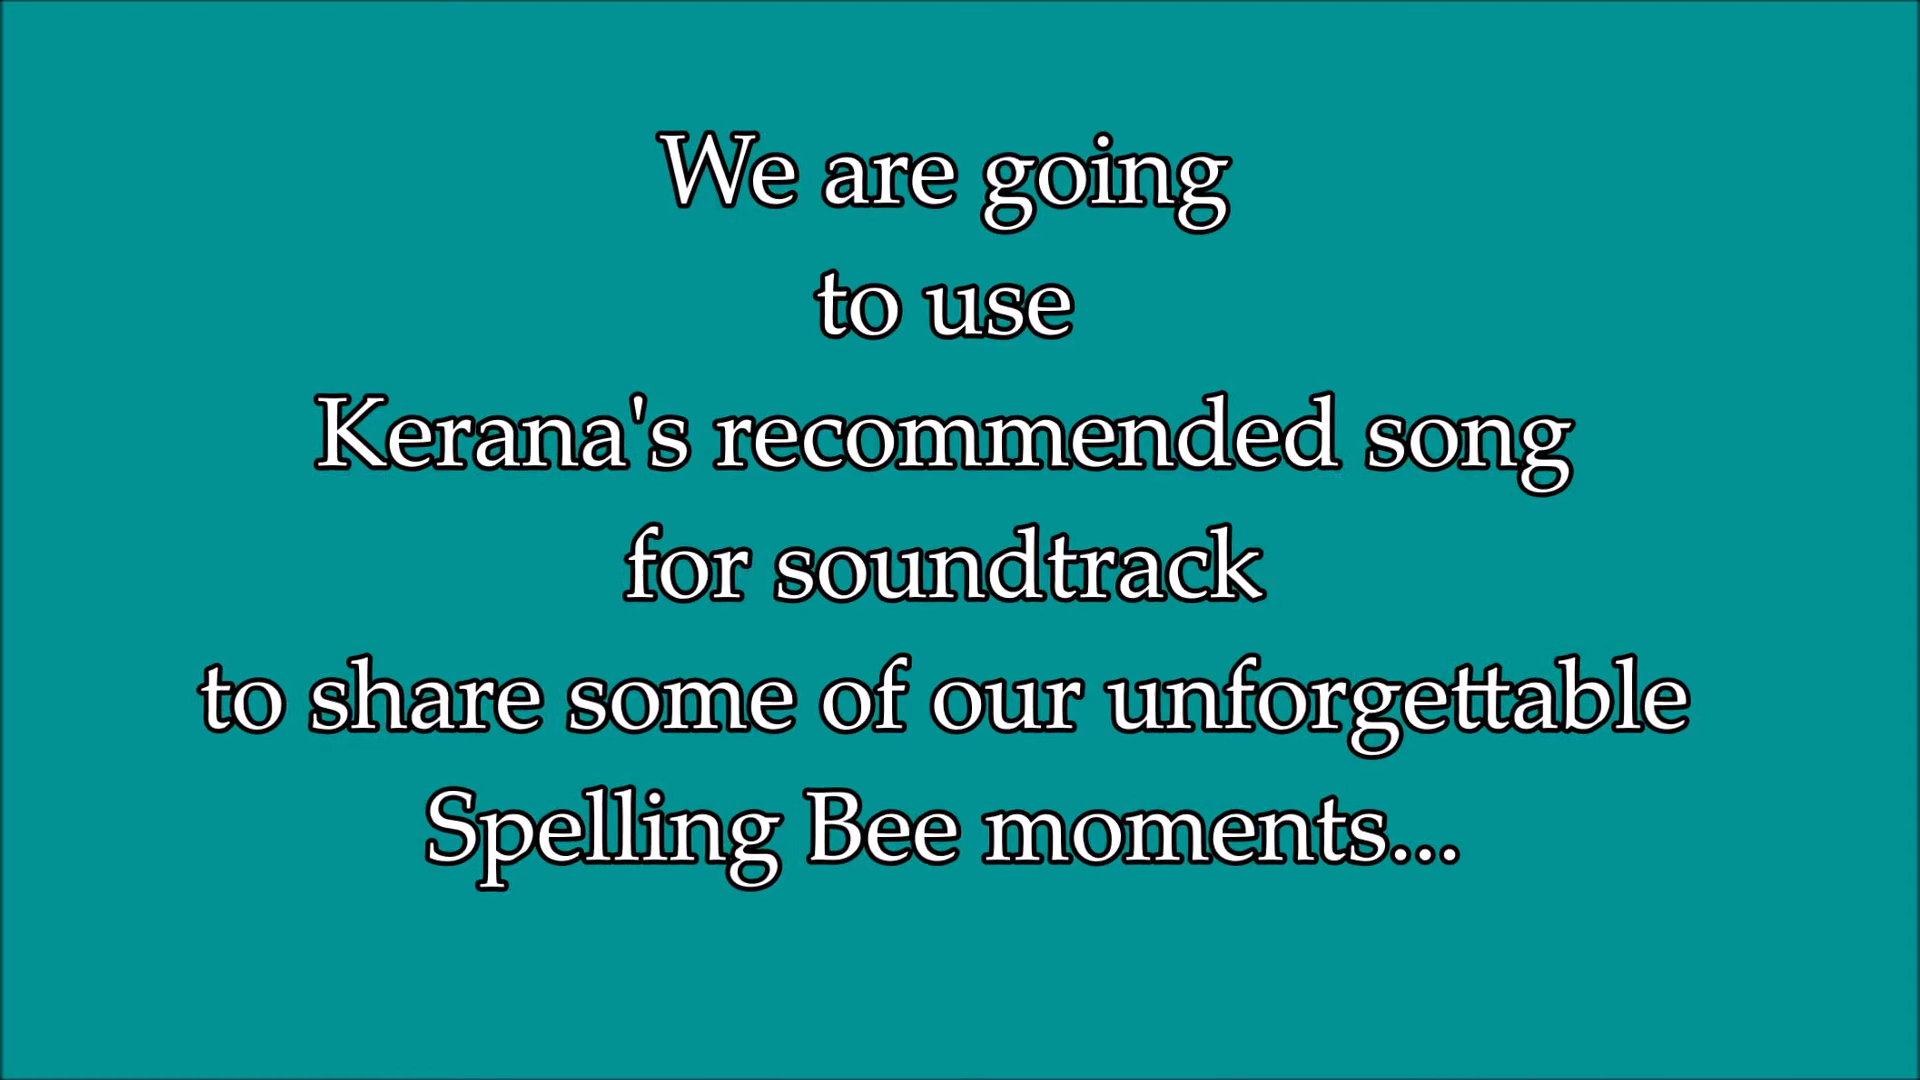 We are going
to use
Kerana's recommended song
for soundtrack
to share some of our unforgettable
Spelling Bee moments...